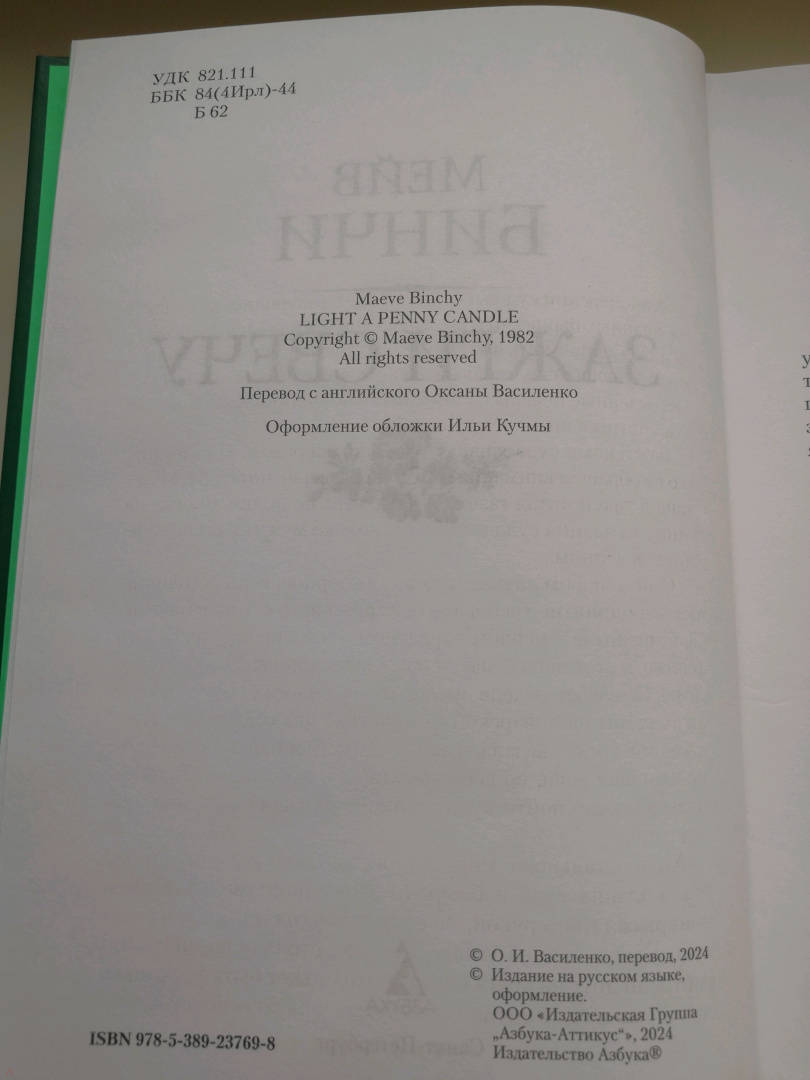 УДК 821.111
ББК 84(4Ирл)-44
Б 62
МЕЙВ
БИНЧИ
Maeve Binchy
LIGHT A PENNY CANDLE
Copyright © Maeve Binchy, 1982
All rights reserved
Перевод с английского Оксаны Василенко
Оформление обложки Ильи Кучмы
© О. И. Василенко, перевод, 2024
© Издание на русском языке,
оформление.
ООО «Издательская Группа
„Азбука-Аттикус“», 2024
Издательство Азбука®
ISBN 978-5-389-23769-8